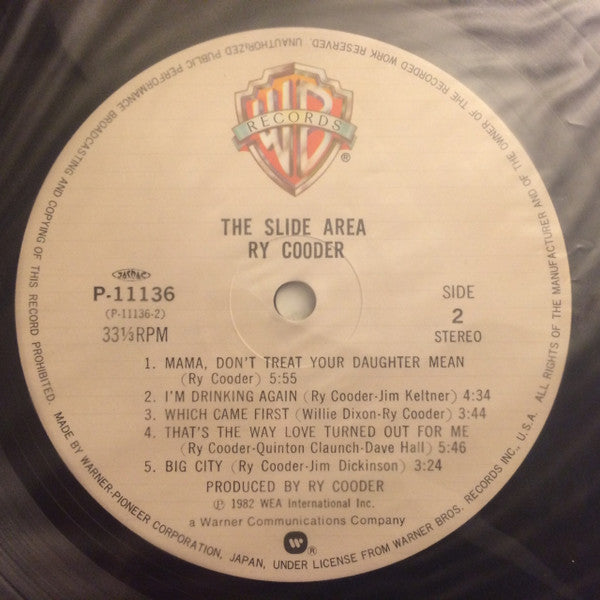 WB
RECORDS
®
THE SLIDE AREA
RY COODER
JASRAC
P-11136
(P-11136-2)
33⅓RPM
SIDE
2
STEREO
1. MAMA, DON'T TREAT YOUR DAUGHTER MEAN
(Ry Cooder) 5:55
2. I'M DRINKING AGAIN (Ry Cooder-Jim Keltner) 4:34
3. WHICH CAME FIRST (Willie Dixon-Ry Cooder) 3:44
4. THAT'S THE WAY LOVE TURNED OUT FOR ME
(Ry Cooder-Quinton Claunch-Dave Hall) 5:46
5. BIG CITY (Ry Cooder-Jim Dickinson) 3:24
PRODUCED BY RY COODER
℗ 1982 WEA International Inc.
a Warner Communications Company
®
MADE BY WARNER-PIONEER CORPORATION, JAPAN, UNDER LICENSE FROM WARNER BROS. RECORDS INC., U.S.A. ALL RIGHTS OF THE MANUFACTURER AND OF THE OWNER OF THE RECORDED WORK RESERVED. UNAUTHORIZED PUBLIC PERFORMANCE BROADCASTING AND COPYING OF THIS RECORD PROHIBITED.